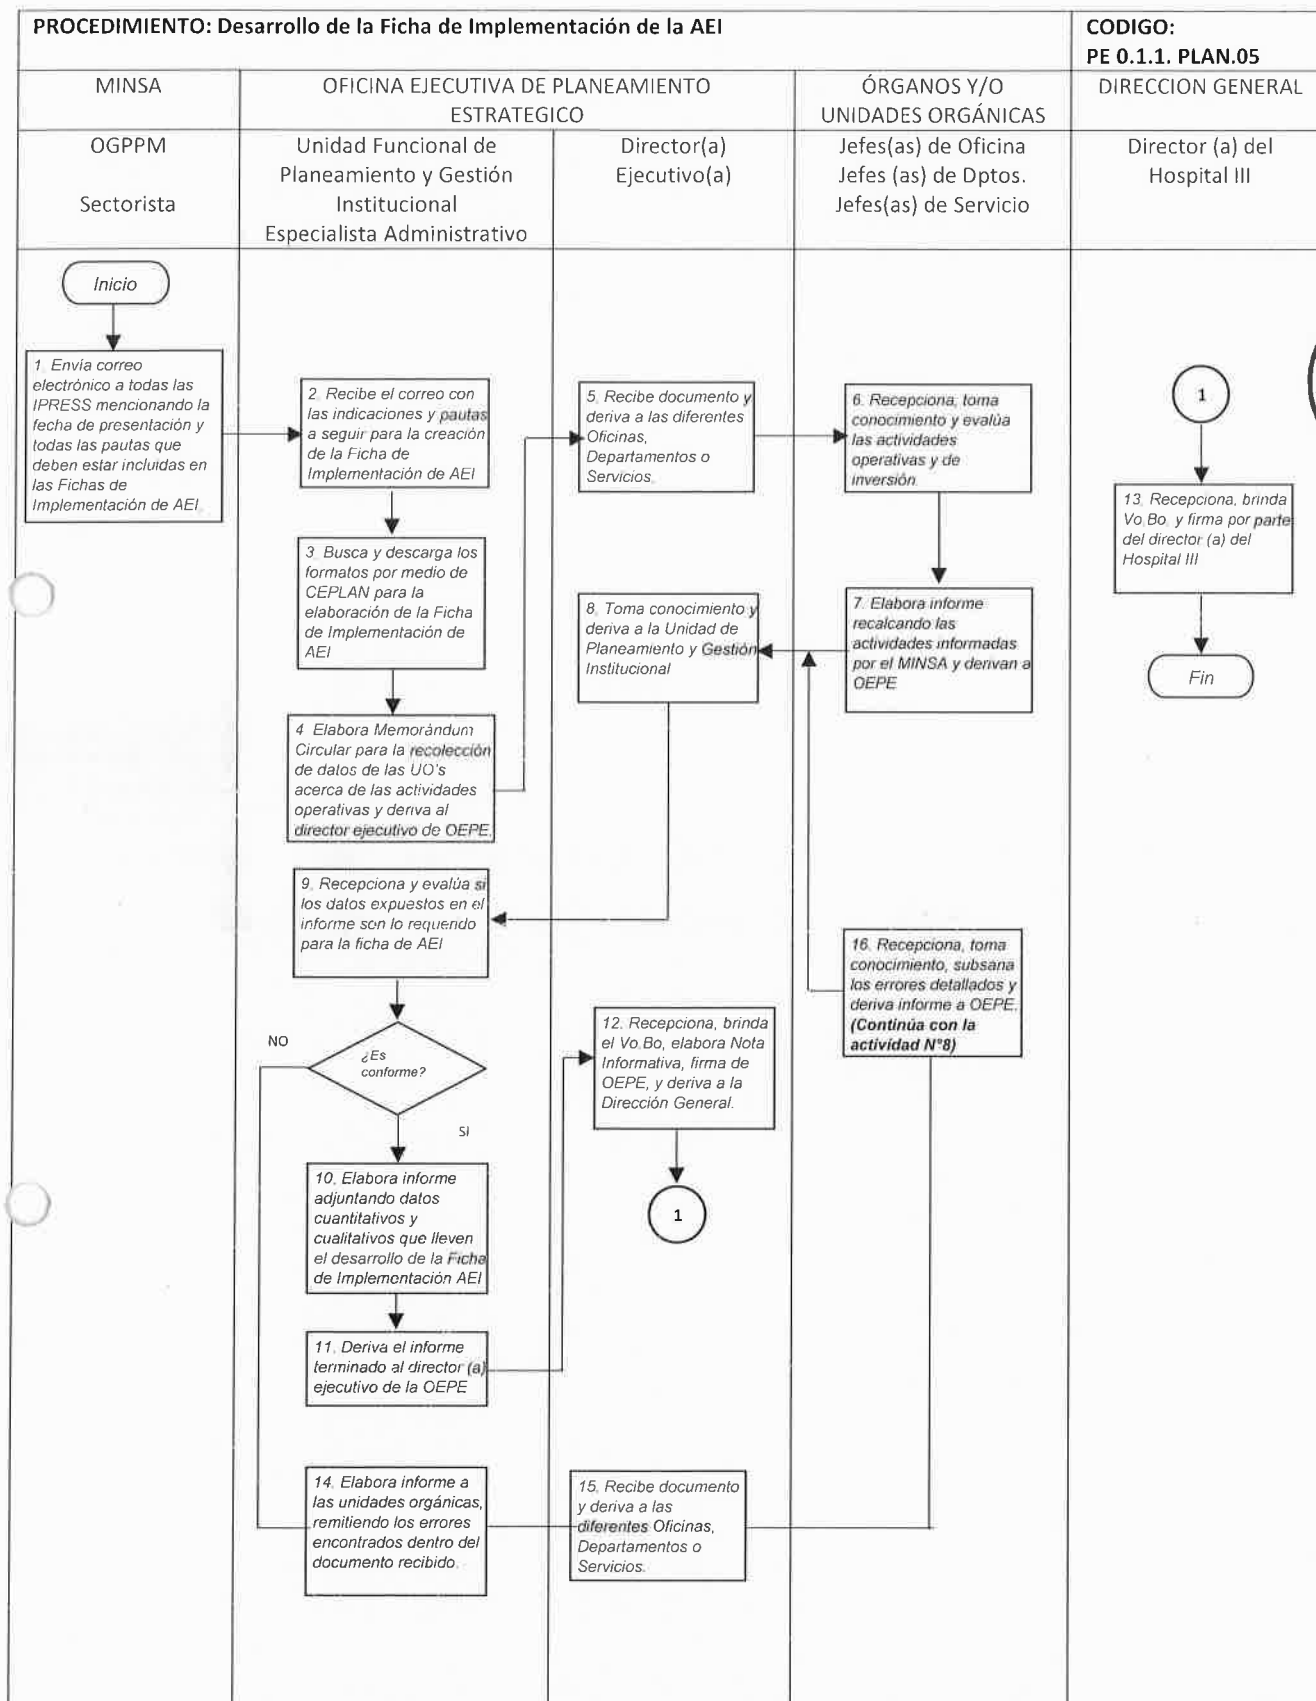 PROCEDIMIENTO: Desarrollo de la Ficha de Implementación de la AEI
CODIGO:
PE 0.1.1. PLAN.05
MINSA
OFICINA EJECUTIVA DE PLANEAMIENTO
ESTRATEGICO
ÓRGANOS Y/O
UNIDADES ORGÁNICAS
DIRECCION GENERAL
OGPPM
Sectorista
Unidad Funcional de
Planeamiento y Gestión
Institucional
Especialista Administrativo
Director(a)
Ejecutivo(a)
Jefes(as) de Oficina
Jefes (as) de Dptos.
Jefes(as) de Servicio
Director (a) del
Hospital III
Inicio
1. Envía correo
electrónico a todas las
IPRESS mencionando la
fecha de presentación y
todas las pautas que
deben estar incluidas en
las Fichas de
Implementación de AEI.
2. Recibe el correo con
las indicaciones y pautas
a seguir para la creación
de la Ficha de
Implementación de AEI
3. Busca y descarga los
formatos por medio de
CEPLAN para la
elaboración de la Ficha
de Implementación de
AEI
4 Elabora Memorándum
Circular para la recolección
de datos de las UO's
acerca de las actividades
operativas y deriva al
director ejecutivo de OEPE.
5. Recibe documento y
deriva a las diferentes
Oficinas,
Departamentos o
Servicios.
6. Recepciona, toma
conocimiento y evalúa
las actividades
operativas y de
inversión
7. Elabora informe
recalcando las
actividades informadas
por el MINSA y derivan a
OEPE
8. Toma conocimiento y
deriva a la Unidad de
Planeamiento y Gestión
Institucional
9. Recepciona y evalúa si
los datos expuestos en el
informe son lo requerido
para la ficha de AEI
¿Es
conforme?
NO
SI
10. Elabora informe
adjuntando datos
cuantitativos y
cualitativos que lleven
el desarrollo de la Ficha
de Implementación AEI
11. Deriva el informe
terminado al director (a)
ejecutivo de la OEPE
12. Recepciona, brinda
el Vo.Bo, elabora Nota
Informativa, firma de
OEPE, y deriva a la
Dirección General.
1
1
13. Recepciona, brinda
Vo.Bo. y firma por parte
del director (a) del
Hospital III
Fin
14. Elabora informe a
las unidades orgánicas,
remitiendo los errores
encontrados dentro del
documento recibido.
15. Recibe documento
y deriva a las
diferentes Oficinas,
Departamentos o
Servicios.
16. Recepciona, toma
conocimiento, subsana
los errores detallados y
deriva informe a OEPE.
(Continúa con la
actividad N°8)